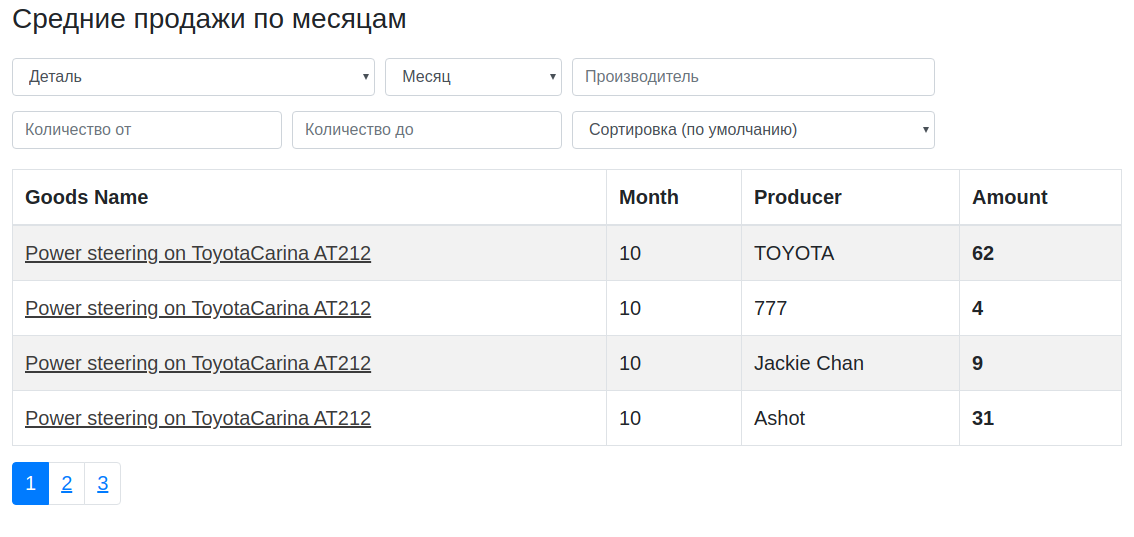 Средние продажи по месяцам
Деталь Месяц Производитель
Количество от Количество до Сортировка (по умолчанию)
Goods Name Month Producer Amount
Power steering on ToyotaCarina AT212 10 TOYOTA 62
Power steering on ToyotaCarina AT212 10 777 4
Power steering on ToyotaCarina AT212 10 Jackie Chan 9
Power steering on ToyotaCarina AT212 10 Ashot 31
1 2 3